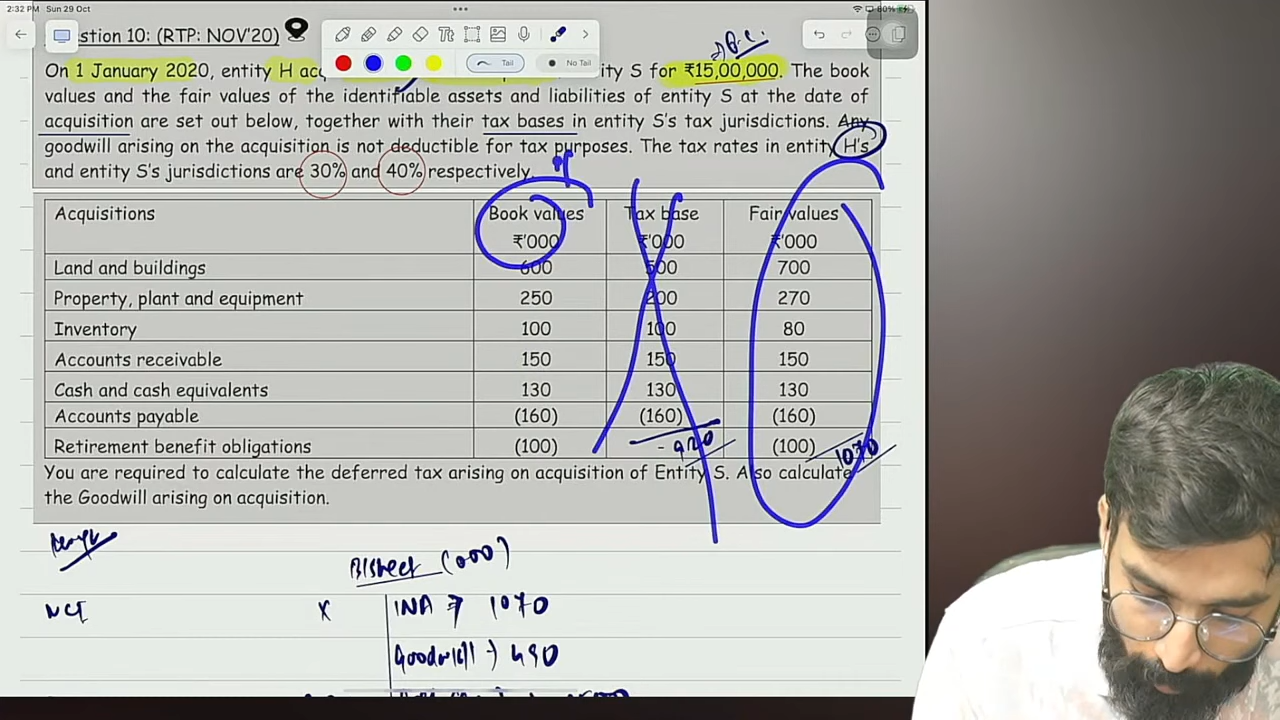 2:32 PM Sun 29 Oct
80%
stion 10: (RTP: NOV'20)
Tail
No Tail
On 1 January 2020, entity H acq tity S for ₹15,00,000. The book
values and the fair values of the identifiable assets and liabilities of entity S at the date of
acquisition are set out below, together with their tax bases in entity S's tax jurisdictions. Any
goodwill arising on the acquisition is not deductible for tax purposes. The tax rates in entity H's
and entity S's jurisdictions are 30% and 40% respectively.
Acquisitions Book values Tax base Fair values
₹'000 ₹'000 ₹'000
Land and buildings 600 500 700
Property, plant and equipment 250 200 270
Inventory 100 100 80
Accounts receivable 150 150 150
Cash and cash equivalents 130 130 130
Accounts payable (160) (160) (160)
Retirement benefit obligations (100) - 920 (100) 1070
You are required to calculate the deferred tax arising on acquisition of Entity S. Also calculate
the Goodwill arising on acquisition.
(000)
NCI X INA ⇒ 1070
Goodwill → 490